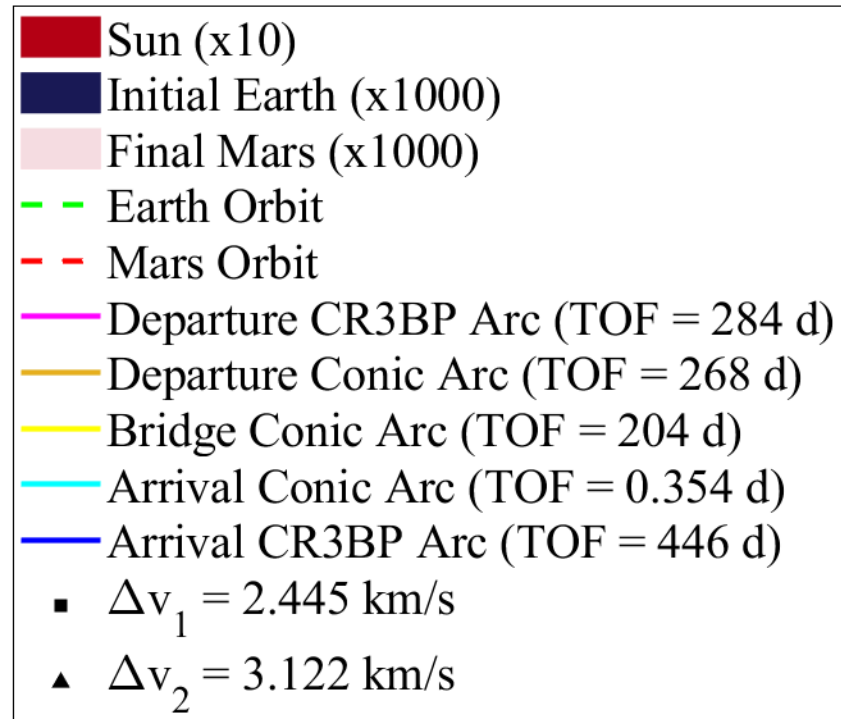 Sun (x10)
Initial Earth (x1000)
Final Mars (x1000)
Earth Orbit
Mars Orbit
Departure CR3BP Arc (TOF = 284 d)
Departure Conic Arc (TOF = 268 d)
Bridge Conic Arc (TOF = 204 d)
Arrival Conic Arc (TOF = 0.354 d)
Arrival CR3BP Arc (TOF = 446 d)
Δv₁ = 2.445 km/s
Δv₂ = 3.122 km/s